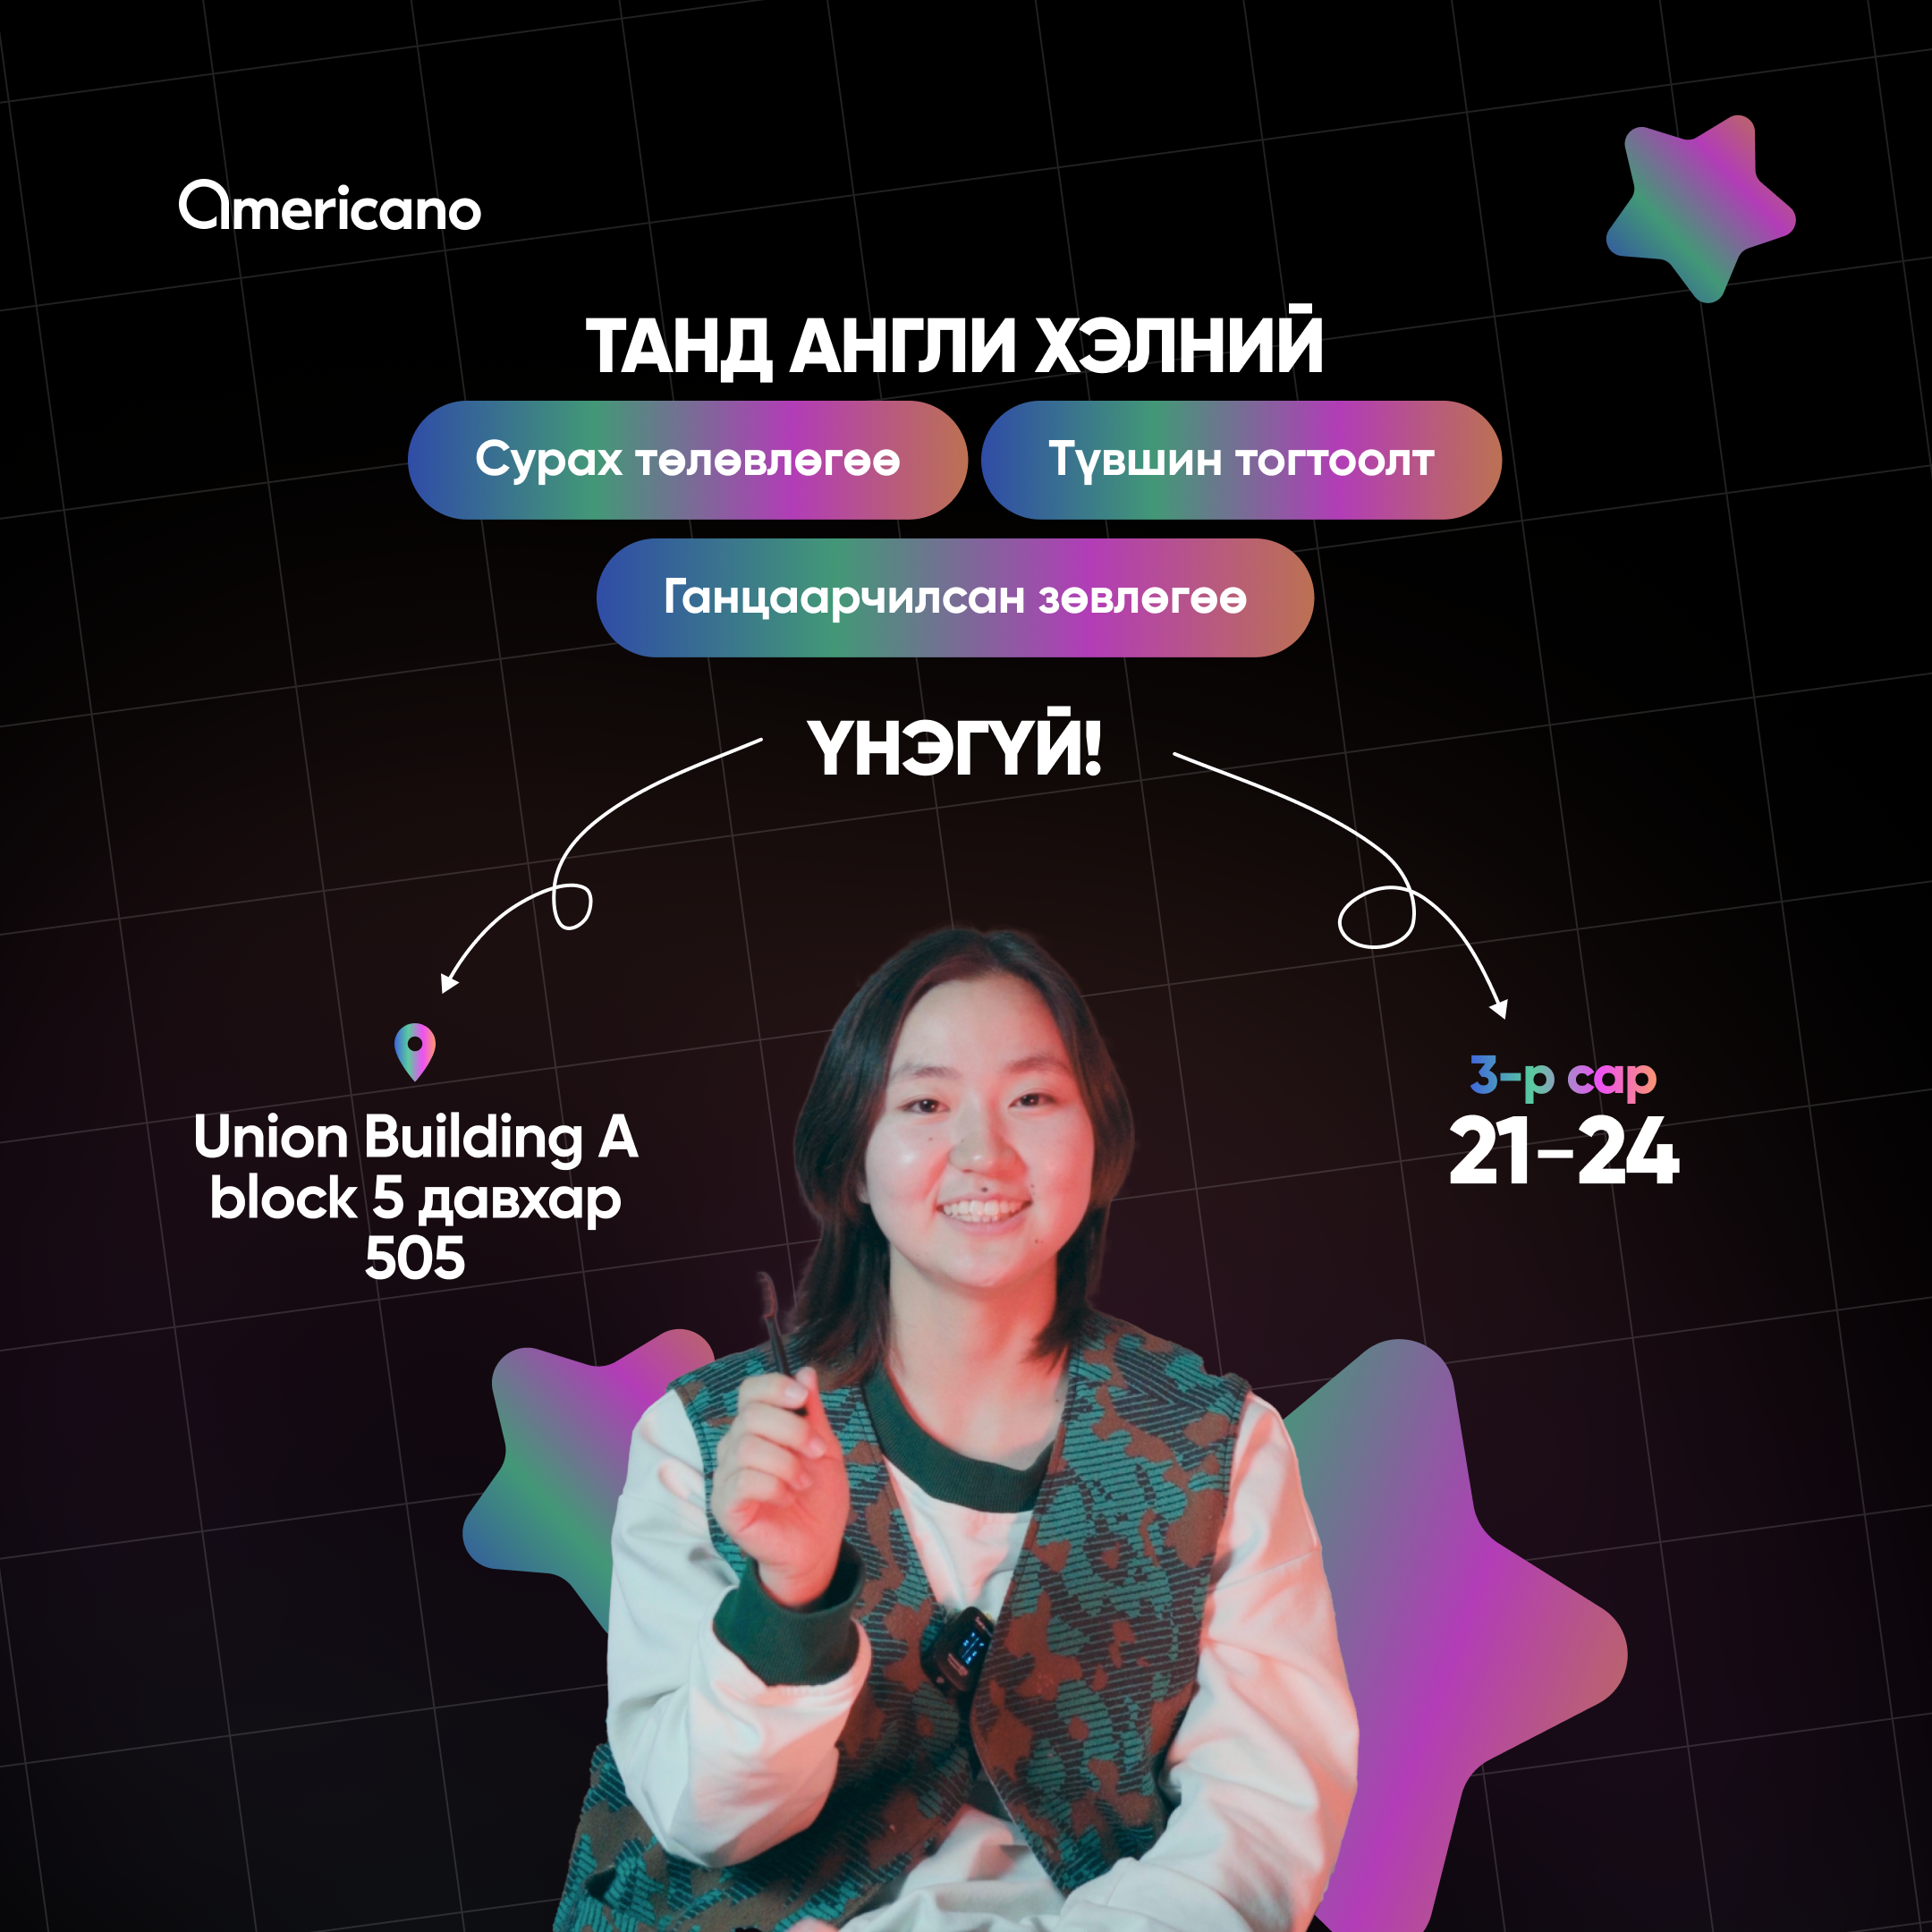 americano
ТАНД АНГЛИ ХЭЛНИЙ
Сурах төлөвлөгөө
Түвшин тогтоолт
Ганцаарчилсан зөвлөгөө
ҮНЭГҮЙ!
Union Building A
block 5 давхар
505
3-р сар
21-24